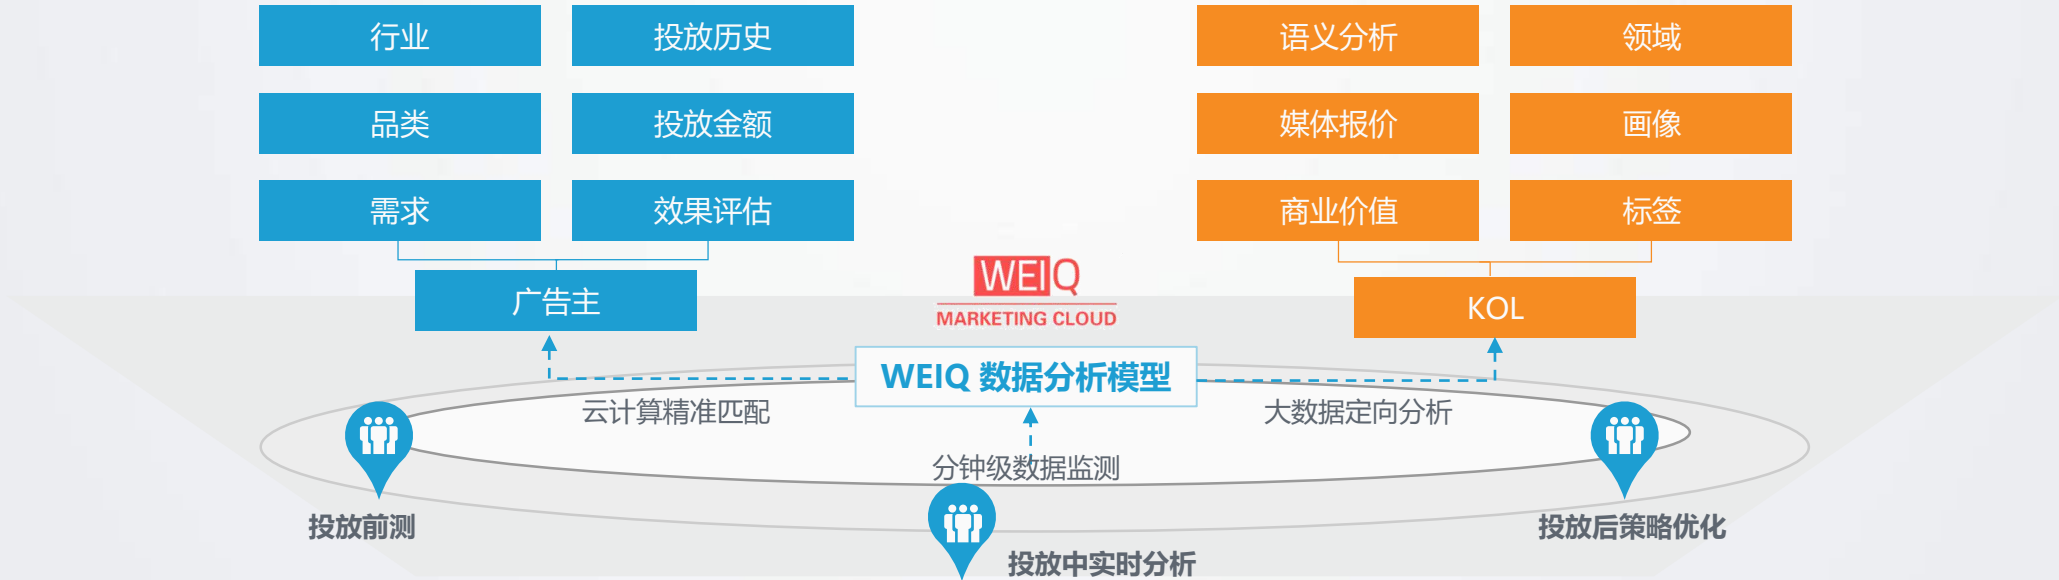 行业
投放历史
语义分析
领域
品类
投放金额
媒体报价
画像
需求
效果评估
商业价值
标签
广告主
WEIQ
MARKETING CLOUD
KOL
WEIQ 数据分析模型
云计算精准匹配
大数据定向分析
分钟级数据监测
投放前测
投放后策略优化
投放中实时分析